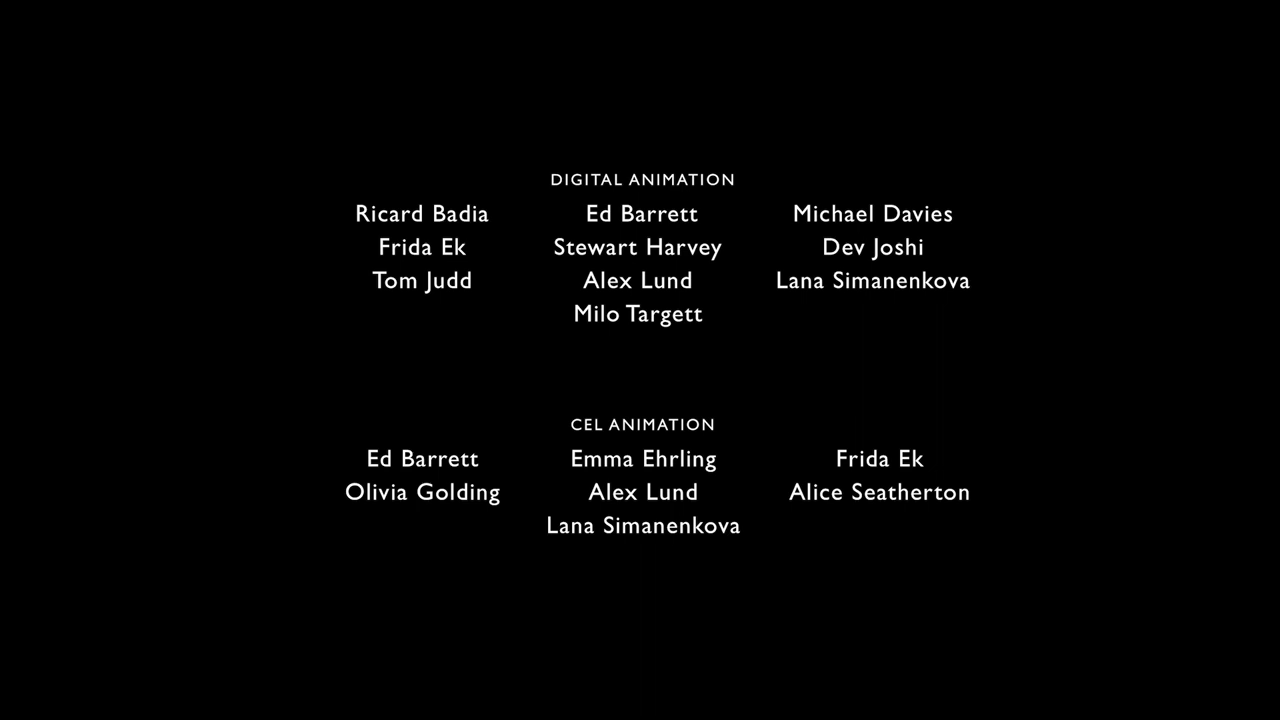 DIGITAL ANIMATION
Ricard Badia Ed Barrett Michael Davies
Frida Ek Stewart Harvey Dev Joshi
Tom Judd Alex Lund Lana Simanenkova
Milo Targett
CEL ANIMATION
Ed Barrett Emma Ehrling Frida Ek
Olivia Golding Alex Lund Alice Seatherton
Lana Simanenkova